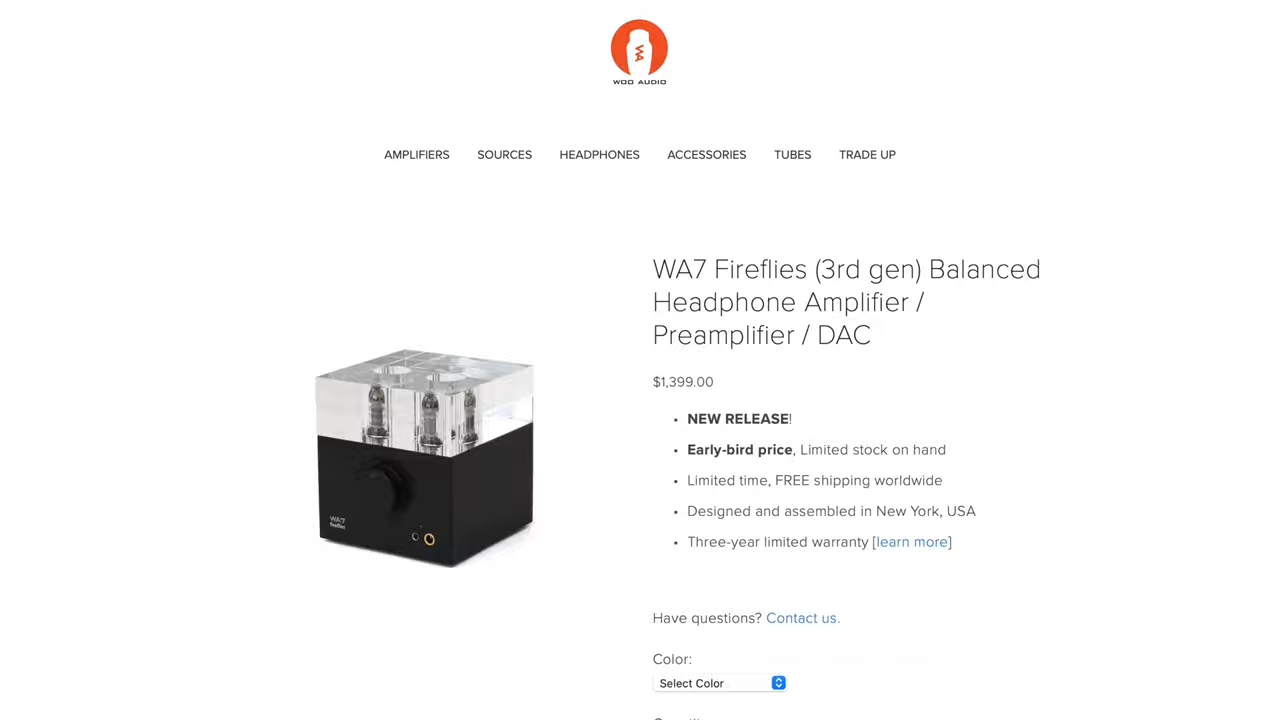 WOO AUDIO
AMPLIFIERS SOURCES HEADPHONES ACCESSORIES TUBES TRADE UP
WA7 Fireflies (3rd gen) Balanced
Headphone Amplifier /
Preamplifier / DAC
$1,399.00
• NEW RELEASE!
• Early-bird price, Limited stock on hand
• Limited time, FREE shipping worldwide
• Designed and assembled in New York, USA
• Three-year limited warranty [learn more]
WA7
fireflies
Have questions? Contact us.
Color:
Select Color